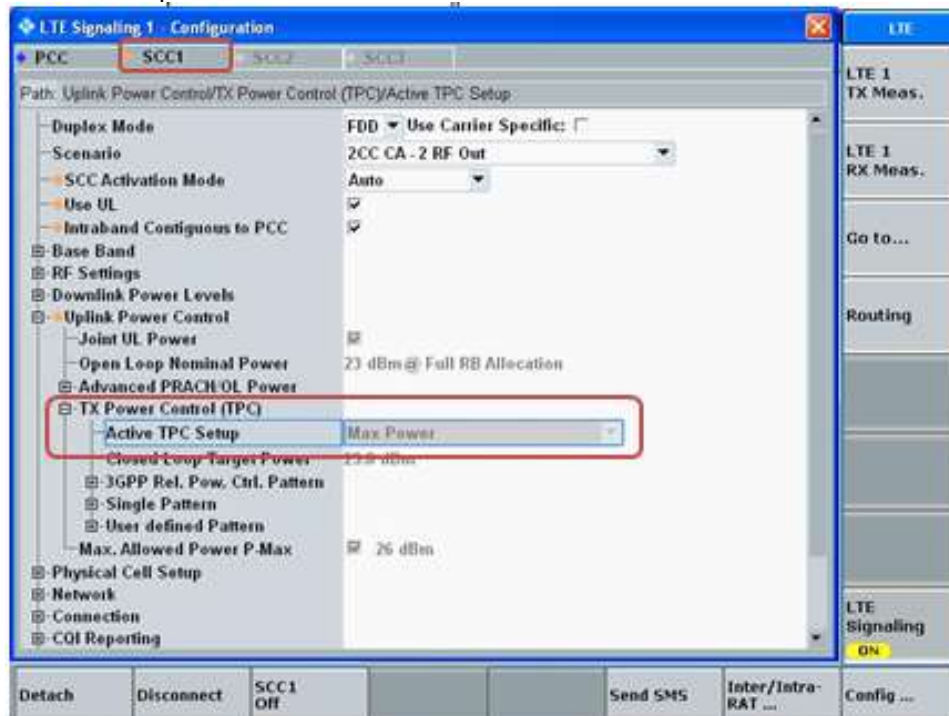 LTE Signaling 1 - Configuration
PCC SCC1 SCC2 SCC3
Path: Uplink Power Control/TX Power Control (TPC)/Active TPC Setup
Duplex Mode FDD Use Carrier Specific:
Scenario 2CC CA - 2 RF Out
SCC Activation Mode Auto
Use UL
Intraband Contiguous to PCC
Base Band
RF Settings
Downlink Power Levels
Uplink Power Control
Joint UL Power
Open Loop Nominal Power 23 dBm@ Full RB Allocation
Advanced PRACH/OL Power
TX Power Control (TPC)
Active TPC Setup Max Power
Closed Loop Target Power dBm
3GPP Rel. Pow. Ctrl. Pattern
Single Pattern
User defined Pattern
Max. Allowed Power P-Max 26 dBm
Physical Cell Setup
Network
Connection
CQI Reporting
LTE
LTE 1
TX Meas.
LTE 1
RX Meas.
Go to...
Routing
LTE
Signaling
ON
Detach Disconnect SCC1 Off Send SMS Inter/Intra-RAT ... Config ...